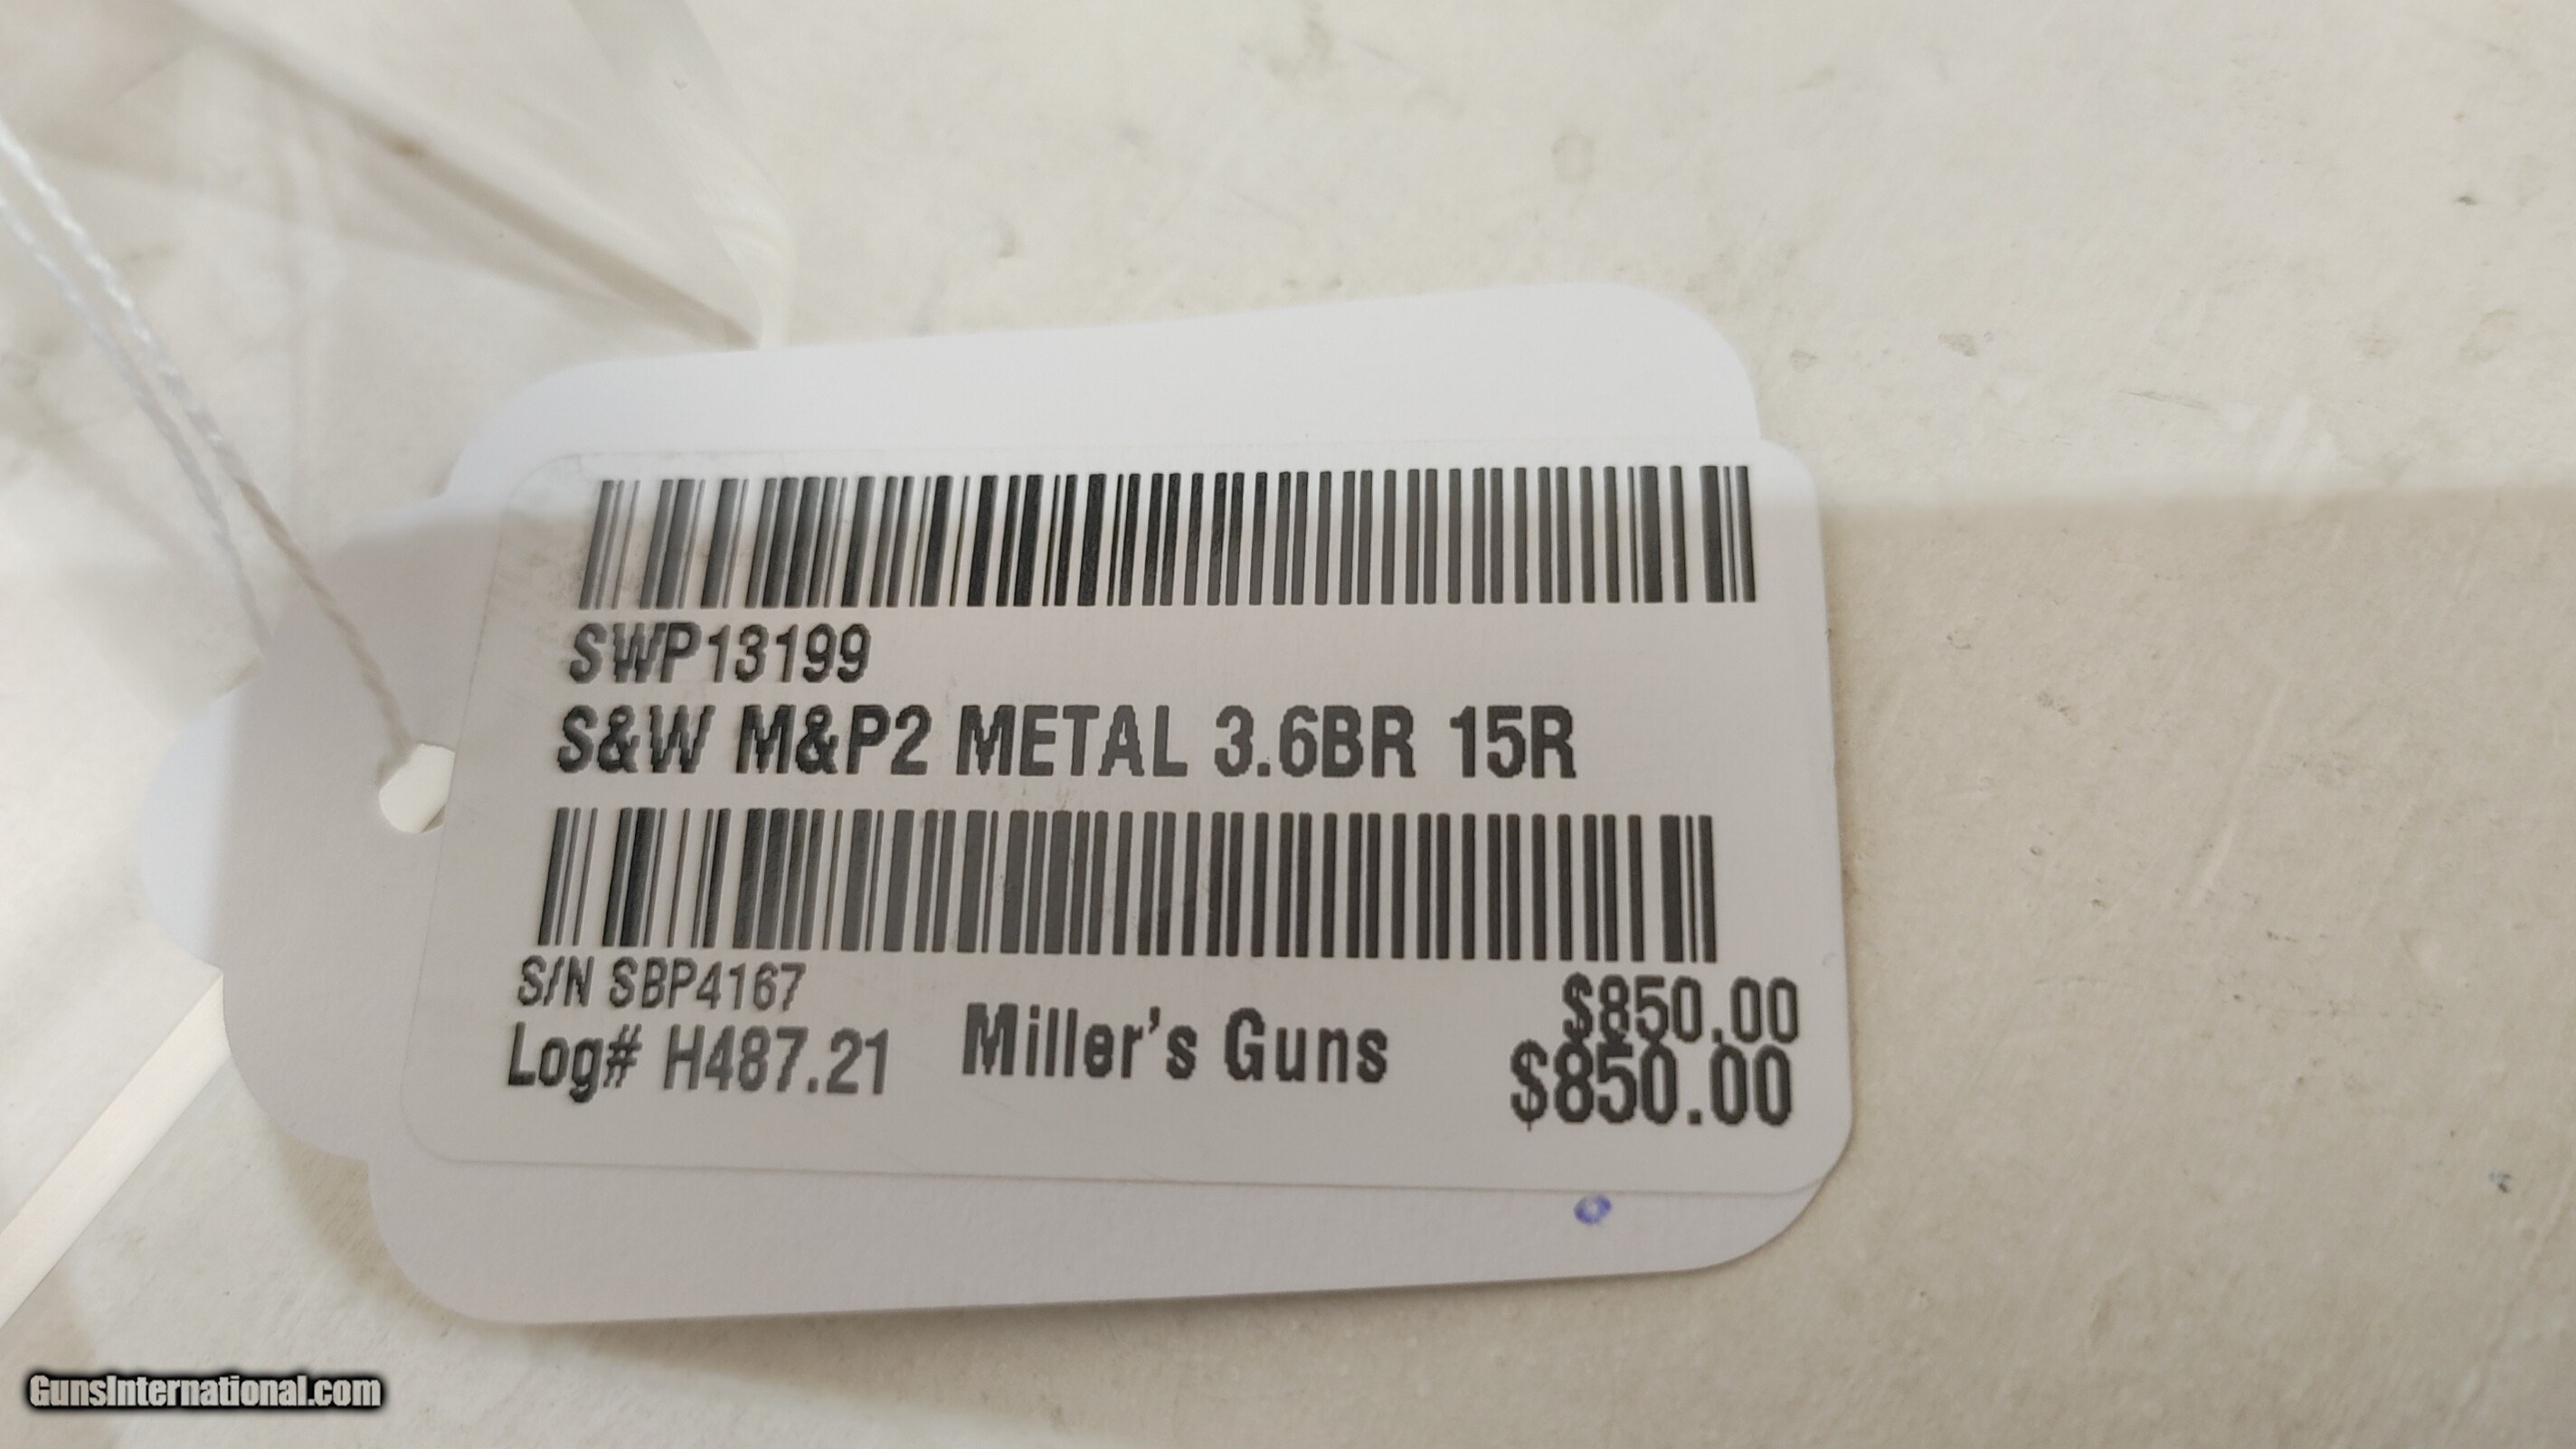 SWP13199
S&W M&P2 METAL 3.6BR 15R
S/N SBP4167
$850.00
Log# H487.21 Miller's Guns $850.00
GunsInternational.com